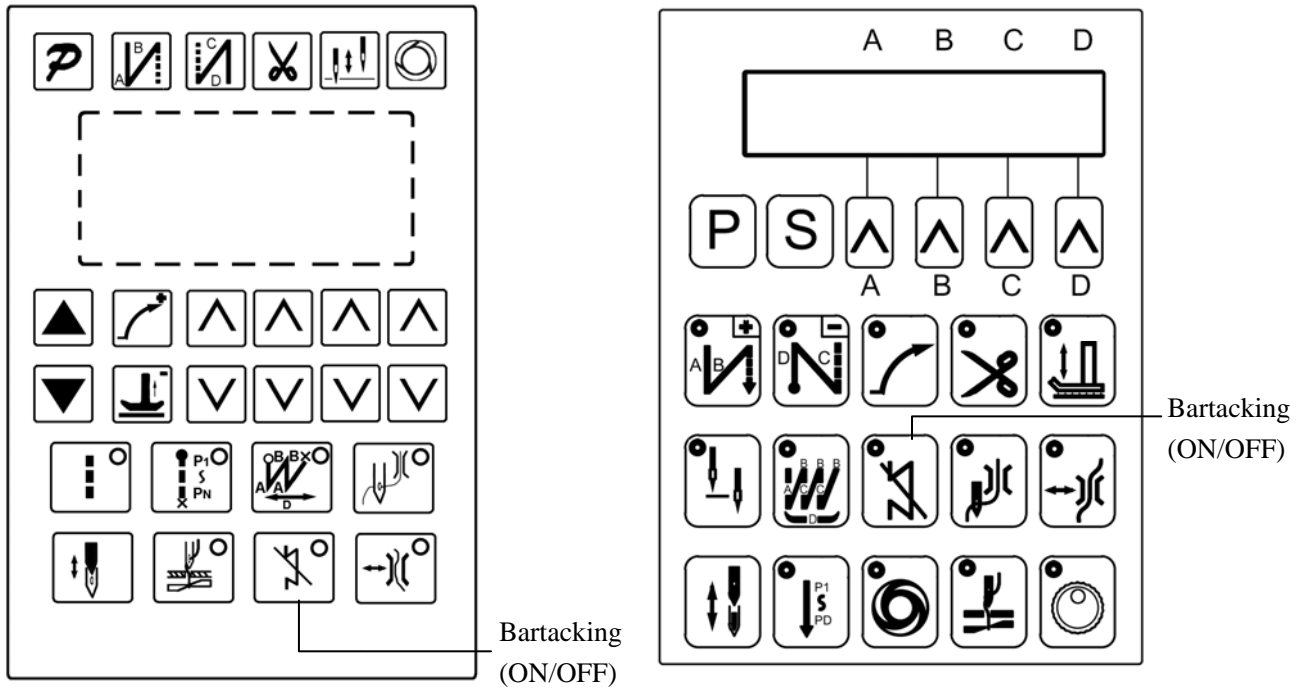 P
A B
C D
P1
PN
B B
A A
D
Bartacking
(ON/OFF)
A B C D
P S
A B C D
+ -
A B
D C
B B B
A C C
D
P1
PD
Bartacking
(ON/OFF)